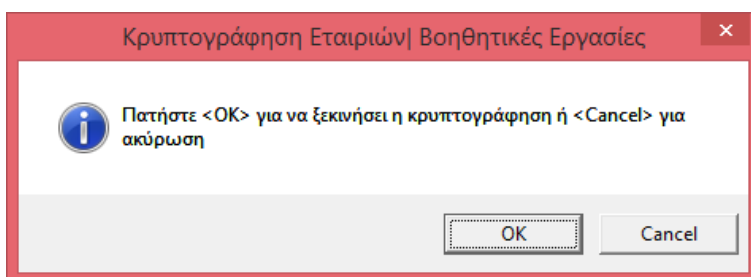 Κρυπτογράφηση Εταιριών| Βοηθητικές Εργασίες
Πατήστε <OK> για να ξεκινήσει η κρυπτογράφηση ή <Cancel> για
ακύρωση
OK
Cancel